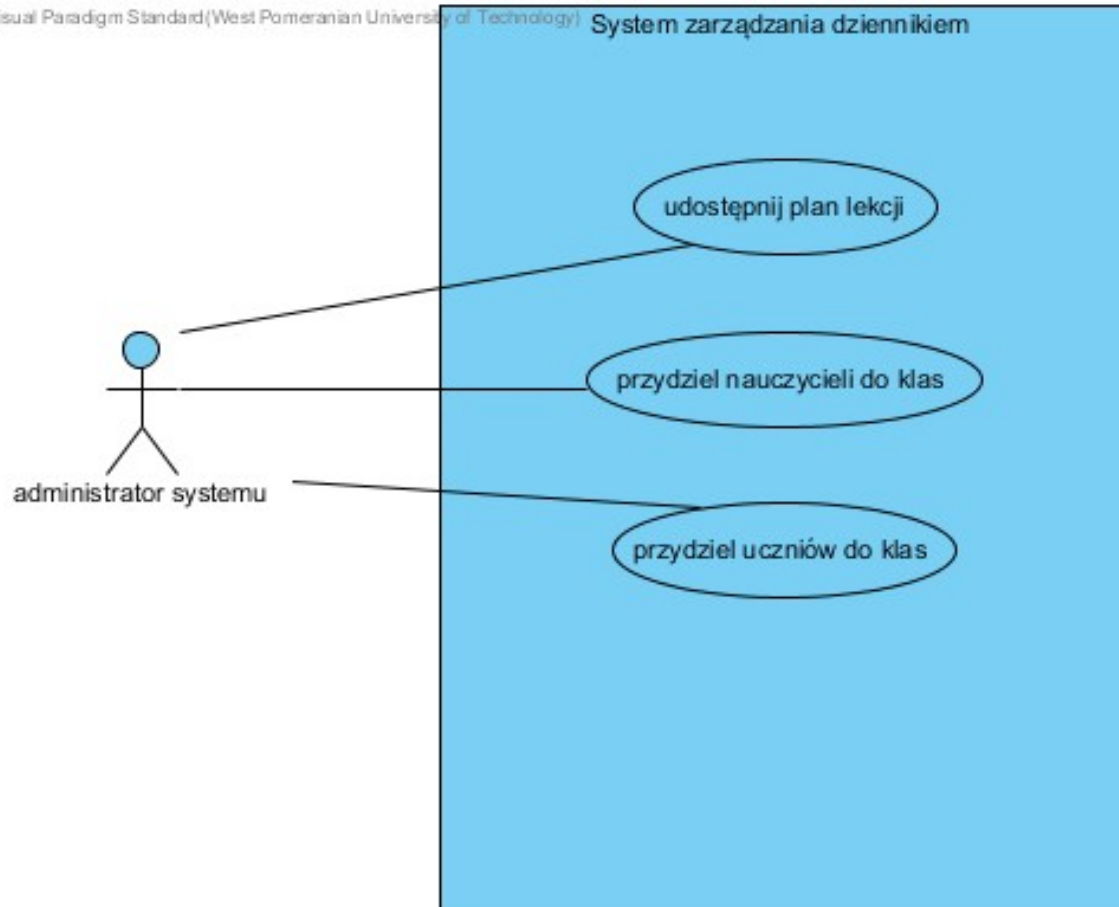 isual Paradigm Standard(West Pomeranian University of Technology)
System zarządzania dziennikiem
udostępnij plan lekcji
przydziel nauczycieli do klas
administrator systemu
przydziel uczniów do klas